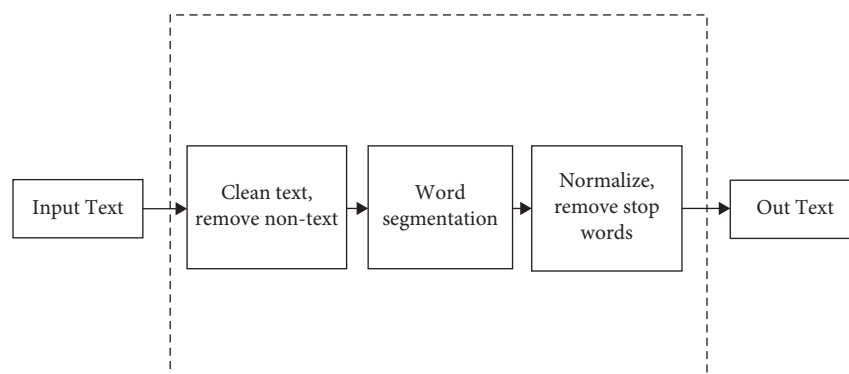 Input Text
Clean text,
remove non-text
Word
segmentation
Normalize,
remove stop
words
Out Text